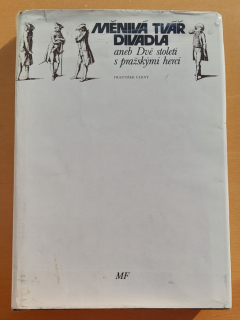 MĚNIVÁ TVÁŘ
DIVADLA
aneb Dvě století
s pražskými herci
FRANTIŠEK ČERNÝ
MF